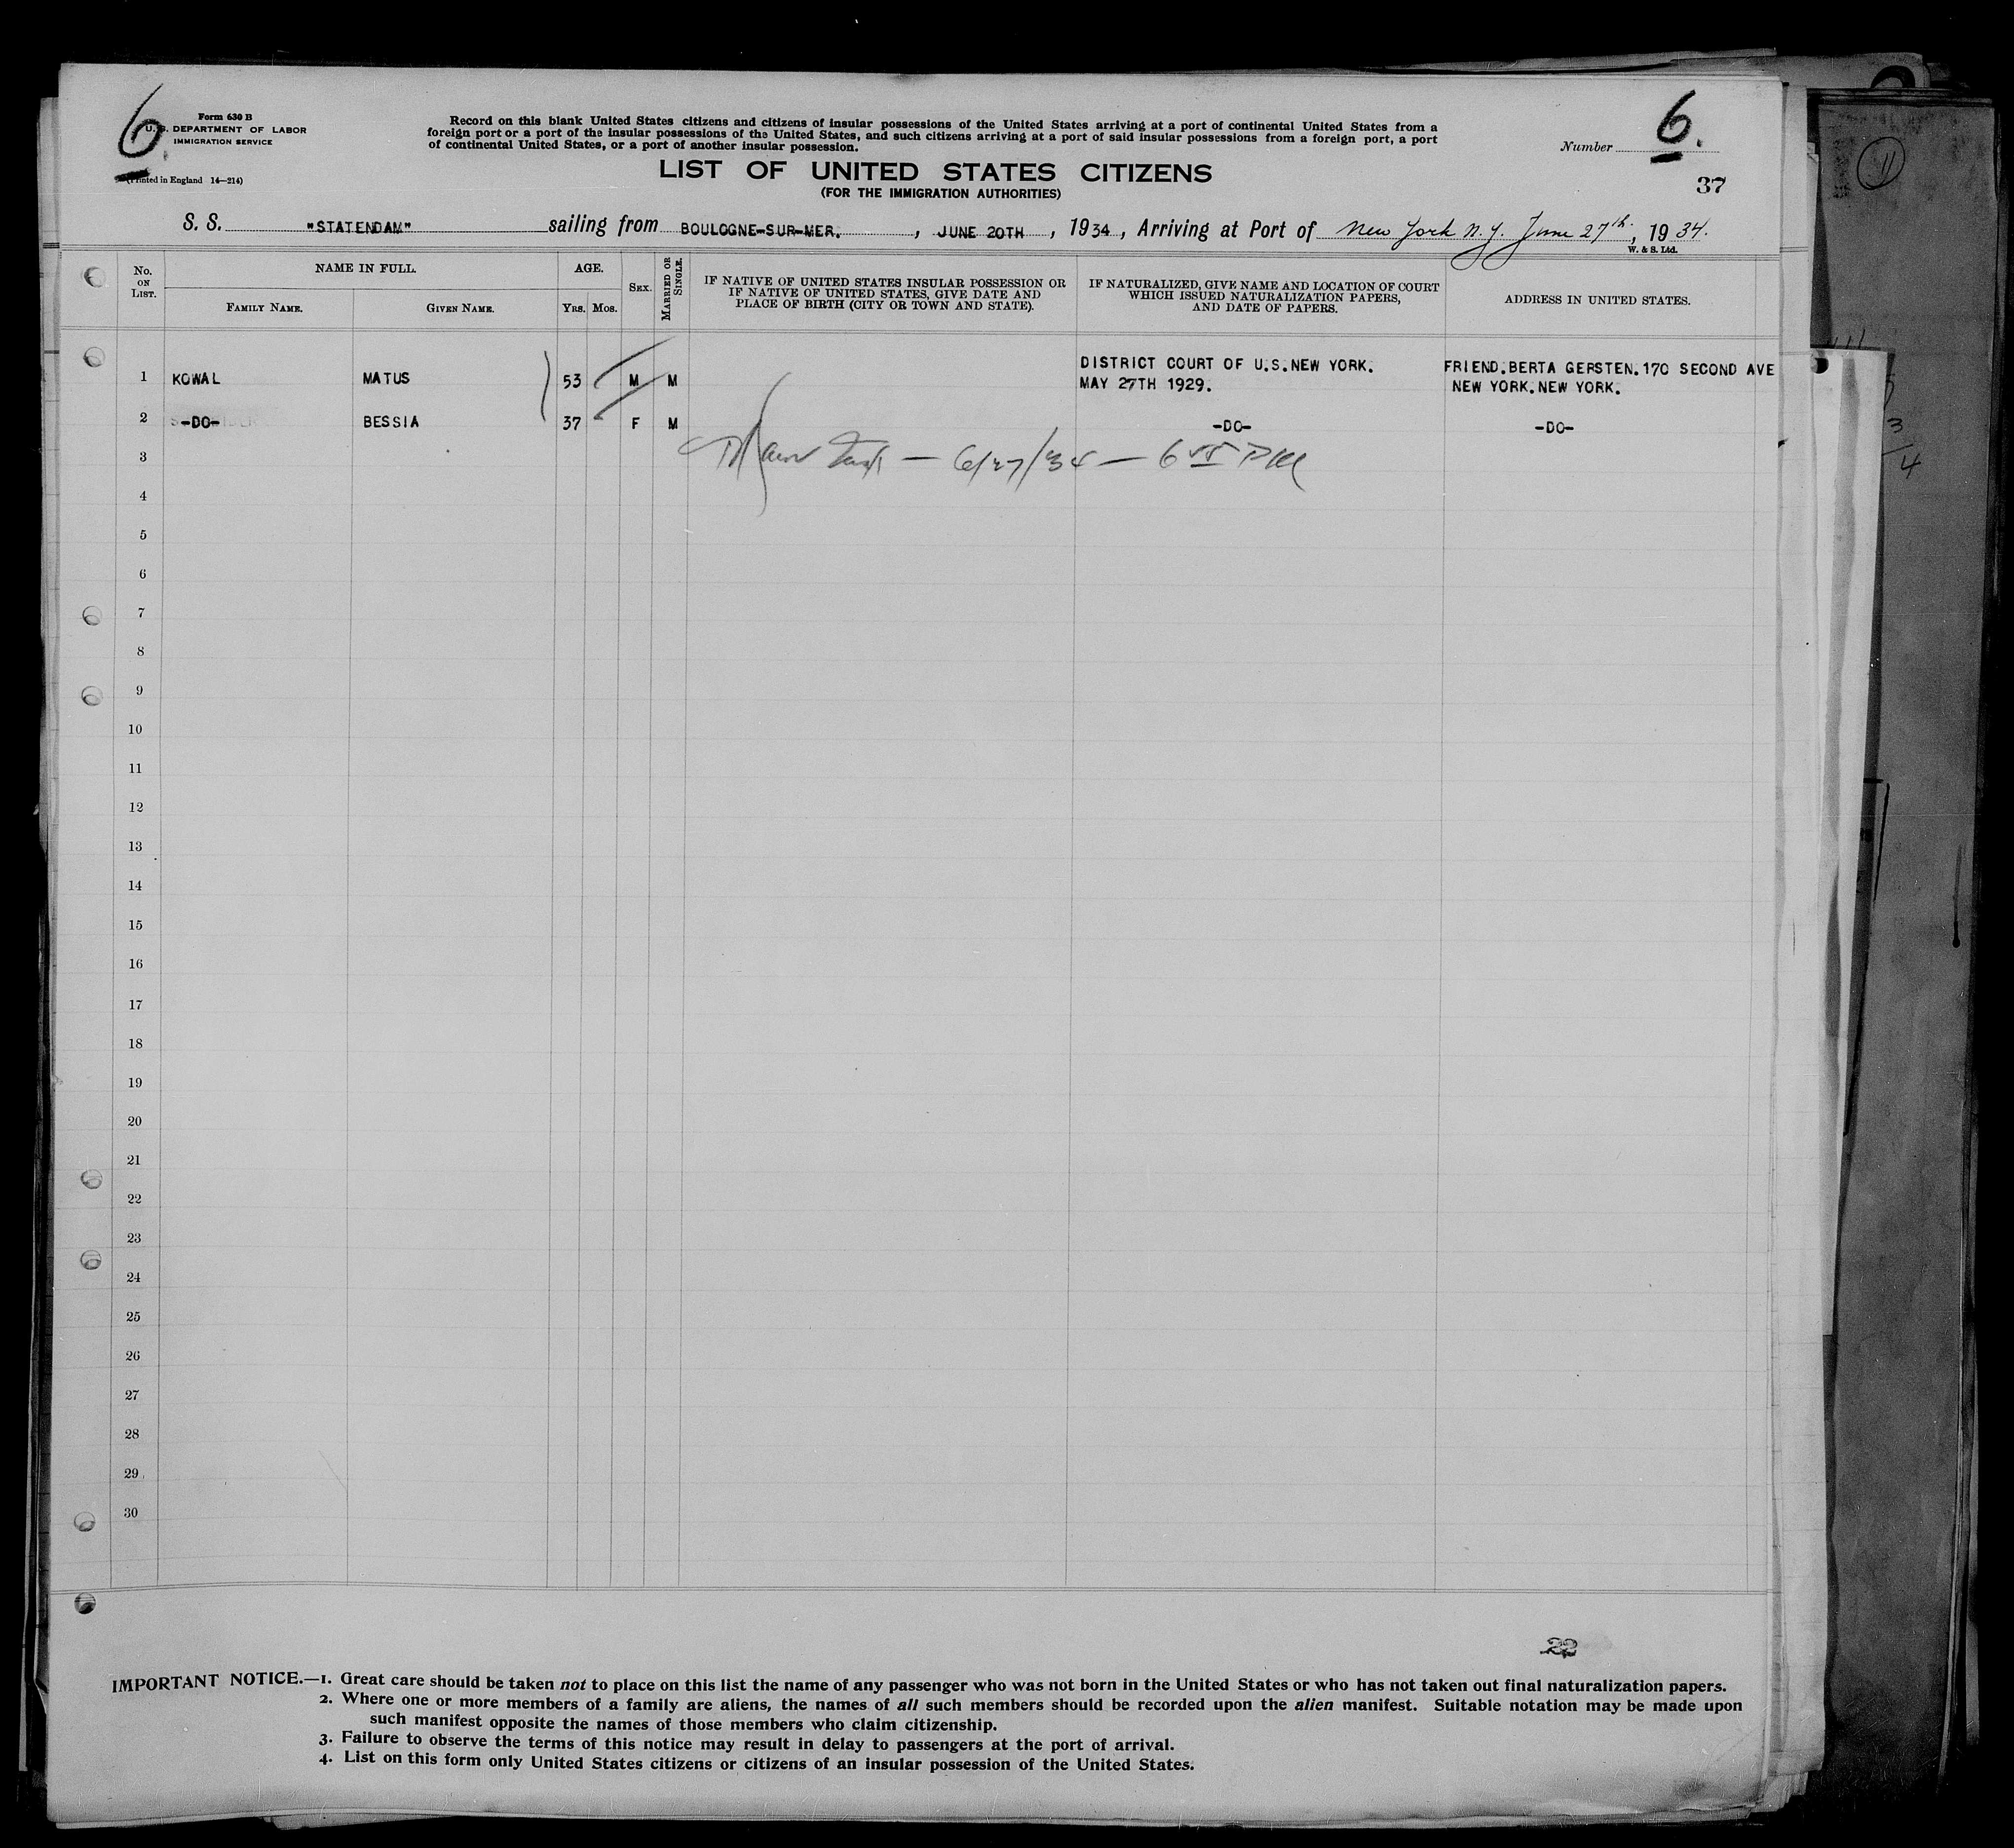 6
Form 630 B
U. S. DEPARTMENT OF LABOR
IMMIGRATION SERVICE
(Printed in England 14—214)
Record on this blank United States citizens and citizens of insular possessions of the United States arriving at a port of continental United States from a
foreign port or a port of the insular possessions of the United States, and such citizens arriving at a port of said insular possessions from a foreign port, a port
of continental United States, or a port of another insular possession.
LIST OF UNITED STATES CITIZENS
(FOR THE IMMIGRATION AUTHORITIES)
Number 6.
37
S. S. "STATENDAM" sailing from BOULOGNE-SUR-MER. , JUNE 20TH , 1934 , Arriving at Port of New York N.Y. June 27th , 1934.
W. & S. Ltd.
No. ON LIST.
NAME IN FULL.
FAMILY NAME.
GIVEN NAME.
AGE.
YRS. MOS.
SEX.
MARRIED OR SINGLE.
IF NATIVE OF UNITED STATES INSULAR POSSESSION OR
IF NATIVE OF UNITED STATES, GIVE DATE AND
PLACE OF BIRTH (CITY OR TOWN AND STATE).
IF NATURALIZED, GIVE NAME AND LOCATION OF COURT
WHICH ISSUED NATURALIZATION PAPERS,
AND DATE OF PAPERS.
ADDRESS IN UNITED STATES.
1 KOWAL MATUS 53 M M DISTRICT COURT OF U.S. NEW YORK. MAY 27TH 1929. FRIEND. BERTA GERSTEN. 170 SECOND AVE NEW YORK. NEW YORK.
2 -DO- BESSIA 37 F M -DO- -DO-
3 — 6/27/34 — 6 55 PM
4
5
6
7
8
9
10
11
12
13
14
15
16
17
18
19
20
21
22
23
24
25
26
27
28
29
30
22
IMPORTANT NOTICE.—1. Great care should be taken not to place on this list the name of any passenger who was not born in the United States or who has not taken out final naturalization papers.
2. Where one or more members of a family are aliens, the names of all such members should be recorded upon the alien manifest. Suitable notation may be made upon
such manifest opposite the names of those members who claim citizenship.
3. Failure to observe the terms of this notice may result in delay to passengers at the port of arrival.
4. List on this form only United States citizens or citizens of an insular possession of the United States.
11
3/4